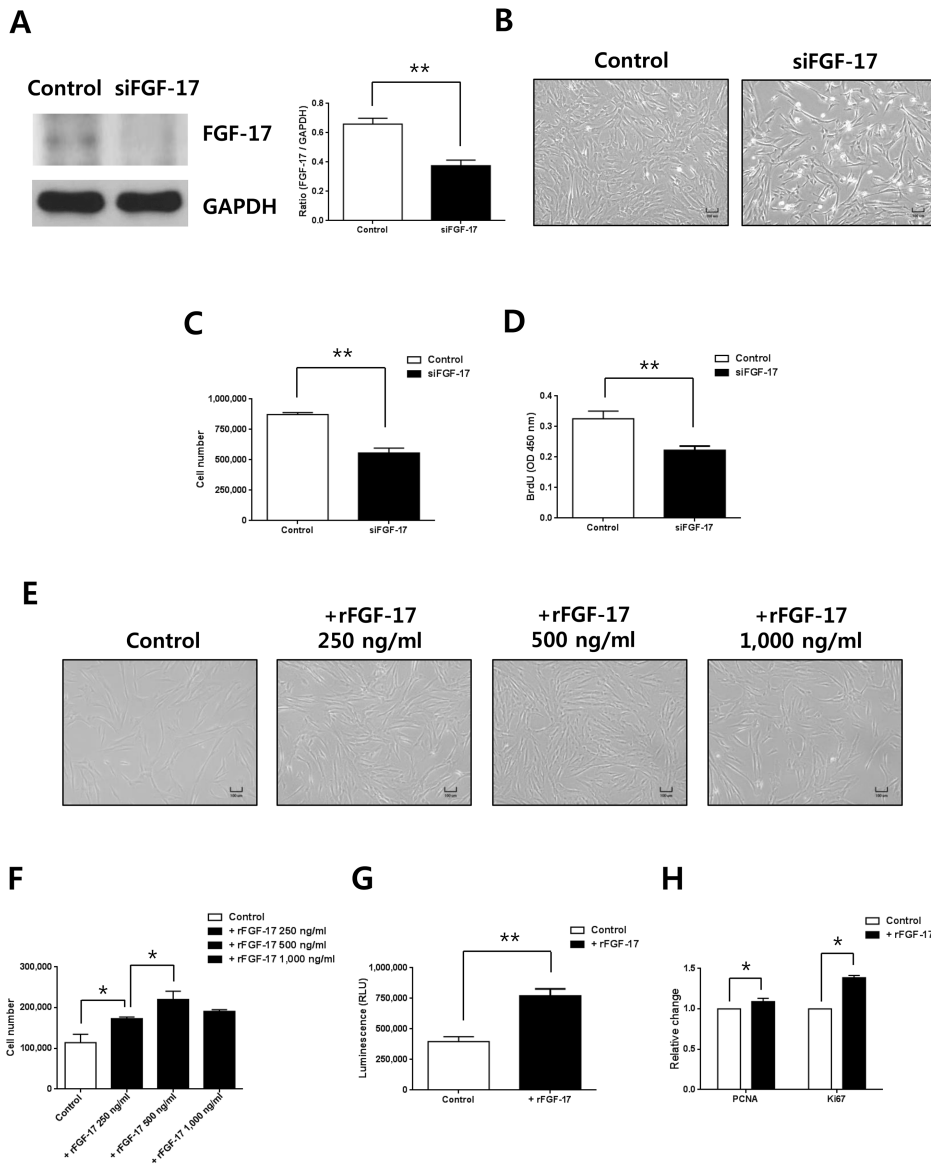 A
Control siFGF-17
FGF-17
GAPDH
**
Ratio (FGF-17 / GAPDH)
0.8
0.6
0.4
0.2
0.0
Control siFGF-17
B
Control siFGF-17
C
**
Control
siFGF-17
Cell number
1,000,000
750,000
500,000
250,000
0
Control siFGF-17
D
**
Control
siFGF-17
BrdU (OD 450 nm)
0.4
0.3
0.2
0.1
0.0
Control siFGF-17
E
Control
+rFGF-17
250 ng/ml
+rFGF-17
500 ng/ml
+rFGF-17
1,000 ng/ml
100 µm
100 µm
100 µm
100 µm
F
Control
+ rFGF-17 250 ng/ml
+ rFGF-17 500 ng/ml
+ rFGF-17 1,000 ng/ml
*
*
Cell number
300,000
200,000
100,000
0
Control
+ rFGF-17 250 ng/ml
+ rFGF-17 500 ng/ml
+ rFGF-17 1,000 ng/ml
G
Control
+ rFGF-17
**
Luminescence (RLU)
1,000,000
750,000
500,000
250,000
0
Control + rFGF-17
H
Control
+ rFGF-17
*
*
Relative change
1.5
1.0
0.5
0.0
PCNA Ki67